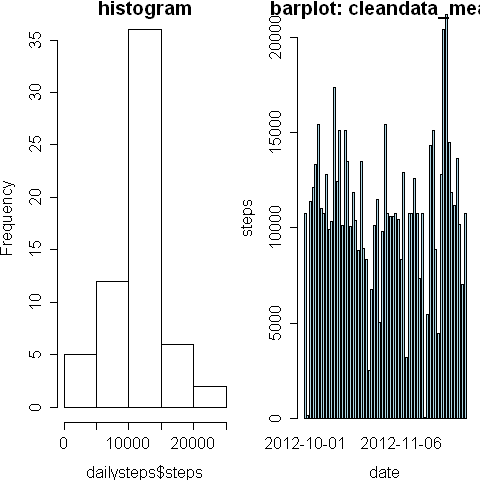 histogram
barplot: cleandata_mea
Frequency
35
30
25
20
15
10
5
0
0 10000 20000
dailysteps$steps
steps
20000
15000
10000
5000
0
2012-10-01 2012-11-06
date